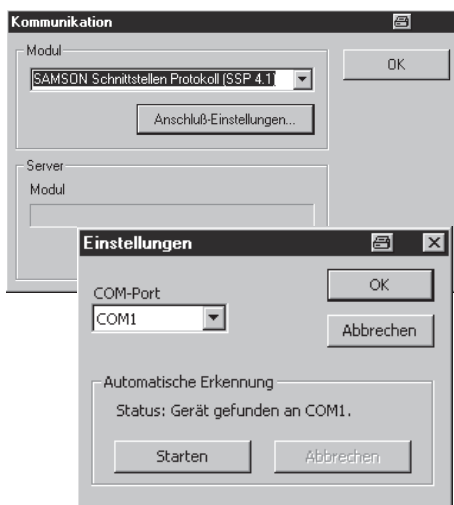 Kommunikation
Modul
SAMSON Schnittstellen Protokoll (SSP 4.1)
OK
Anschluß-Einstellungen...
Server
Modul
Einstellungen
OK
COM-Port
COM1
Abbrechen
Automatische Erkennung
Status: Gerät gefunden an COM1.
Starten
Abbrechen